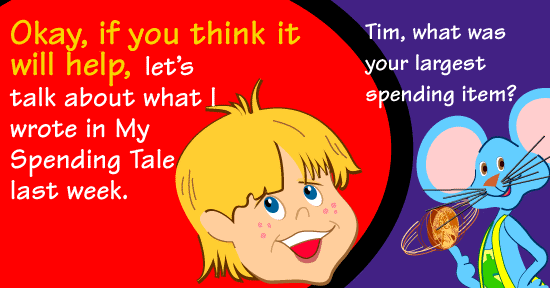 Okay, if you think it
will help, let's
talk about what I
wrote in My
Spending Tale
last week.
Tim, what was
your largest
spending item?